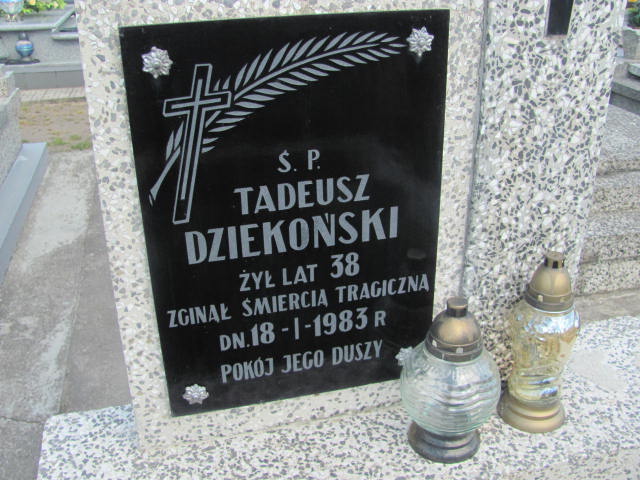 Ś. P.
TADEUSZ
DZIEKOŃSKI
ŻYŁ LAT 38
ZGINĄŁ ŚMIERCIĄ TRAGICZNĄ
DN. 18-I-1983 R
POKÓJ JEGO DUSZY